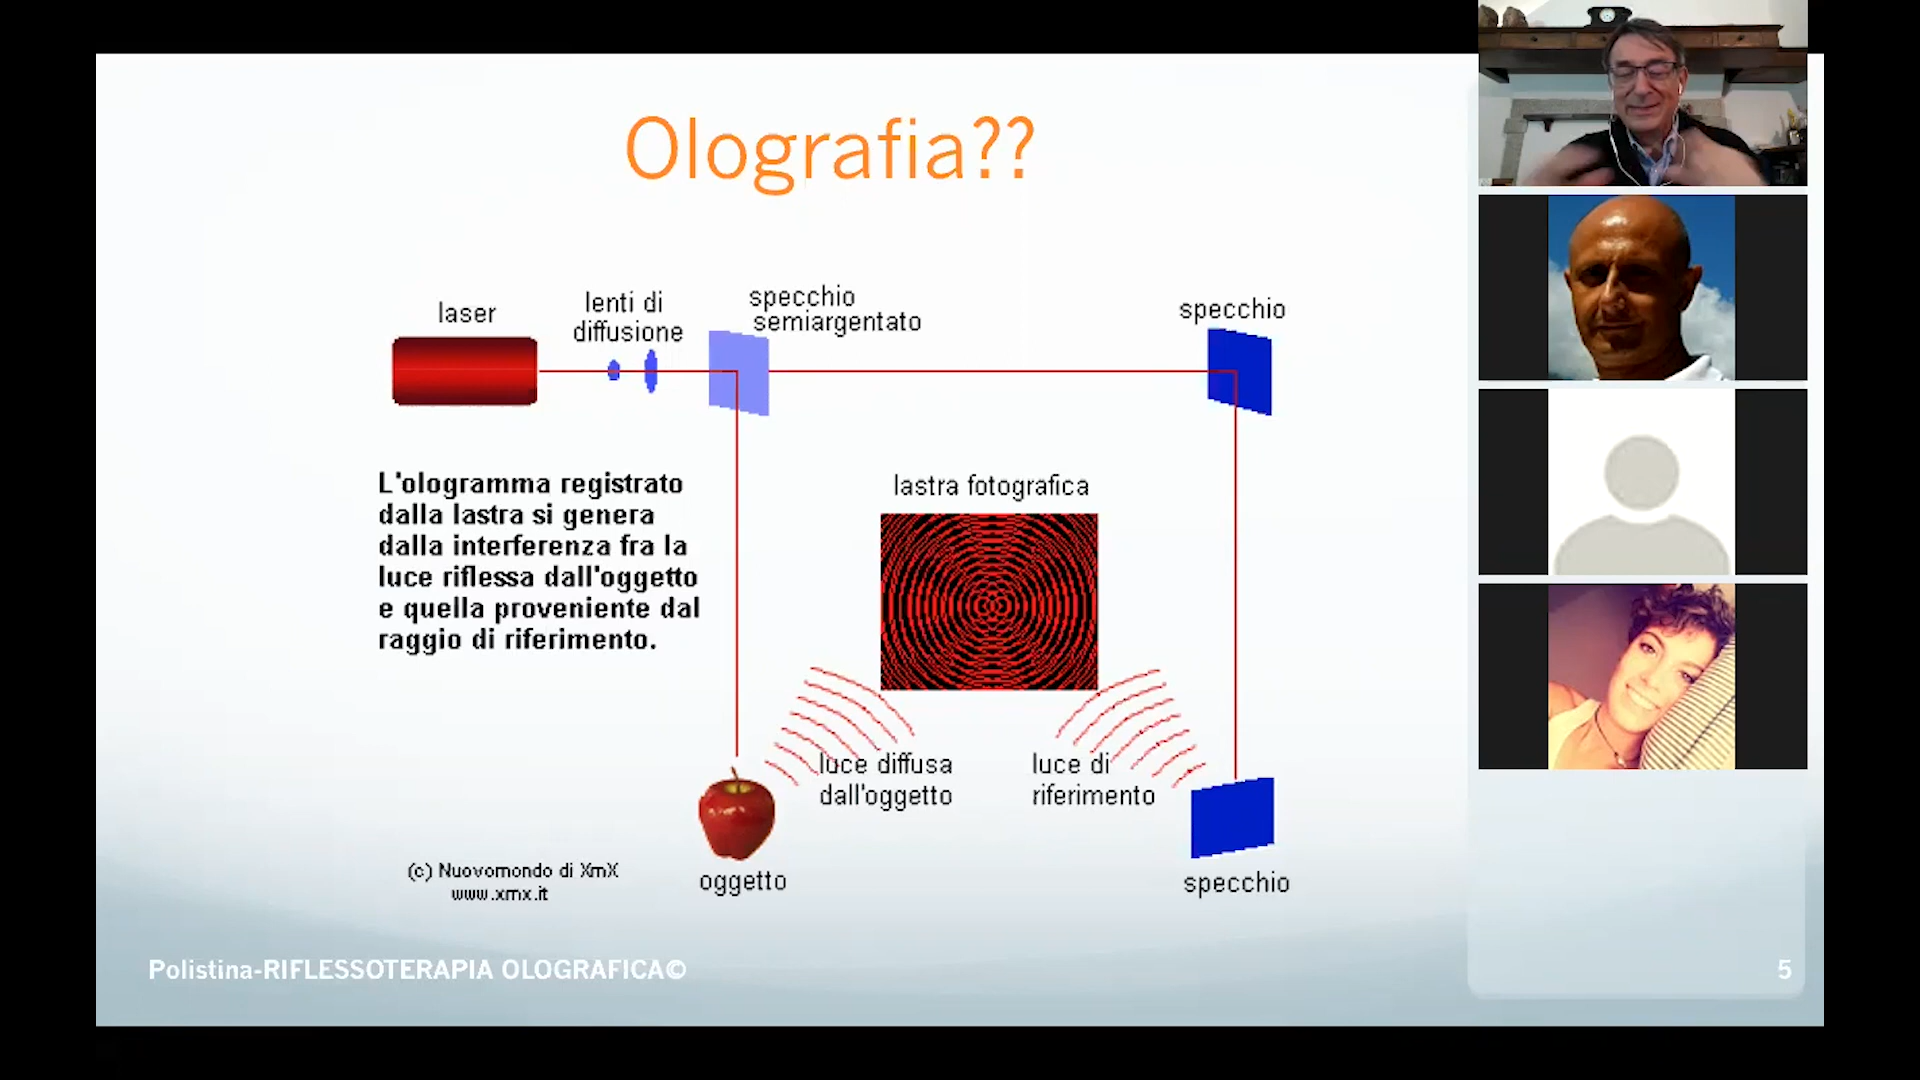 Olografia??
laser
lenti di
diffusione
specchio
semiargentato
specchio
L'ologramma registrato
dalla lastra si genera
dalla interferenza fra la
luce riflessa dall'oggetto
e quella proveniente dal
raggio di riferimento.
lastra fotografica
luce diffusa
dall'oggetto
luce di
riferimento
oggetto
specchio
(c) Nuovomondo di XmX
www.xmx.it
Polistina-RIFLESSOTERAPIA OLOGRAFICA©
5